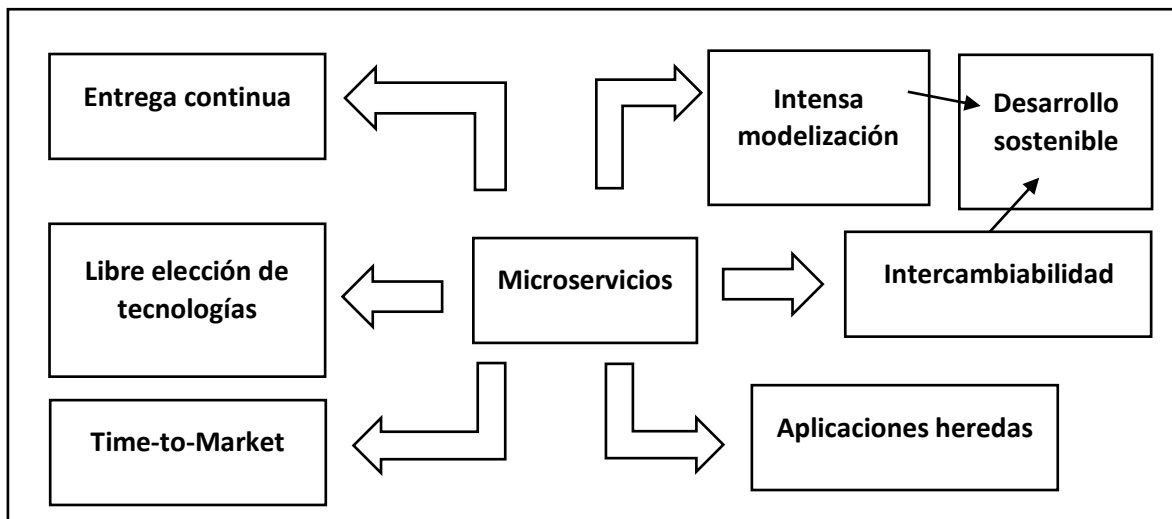 Entrega continua
Intensa
modelización
Desarrollo
sostenible
Libre elección de
tecnologías
Microservicios
Intercambiabilidad
Time-to-Market
Aplicaciones heredas